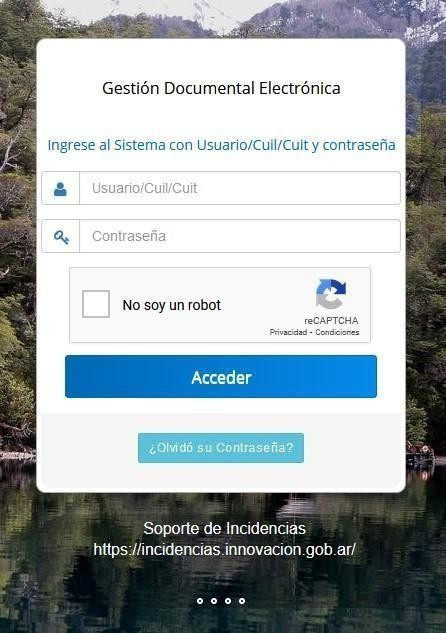 Gestión Documental Electrónica
Ingrese al Sistema con Usuario/Cuil/Cuit y contraseña
Usuario/Cuil/Cuit
Contraseña
No soy un robot
reCAPTCHA
Privacidad - Condiciones
Acceder
¿Olvidó su Contraseña?
Soporte de Incidencias
https://incidencias.innovacion.gob.ar/